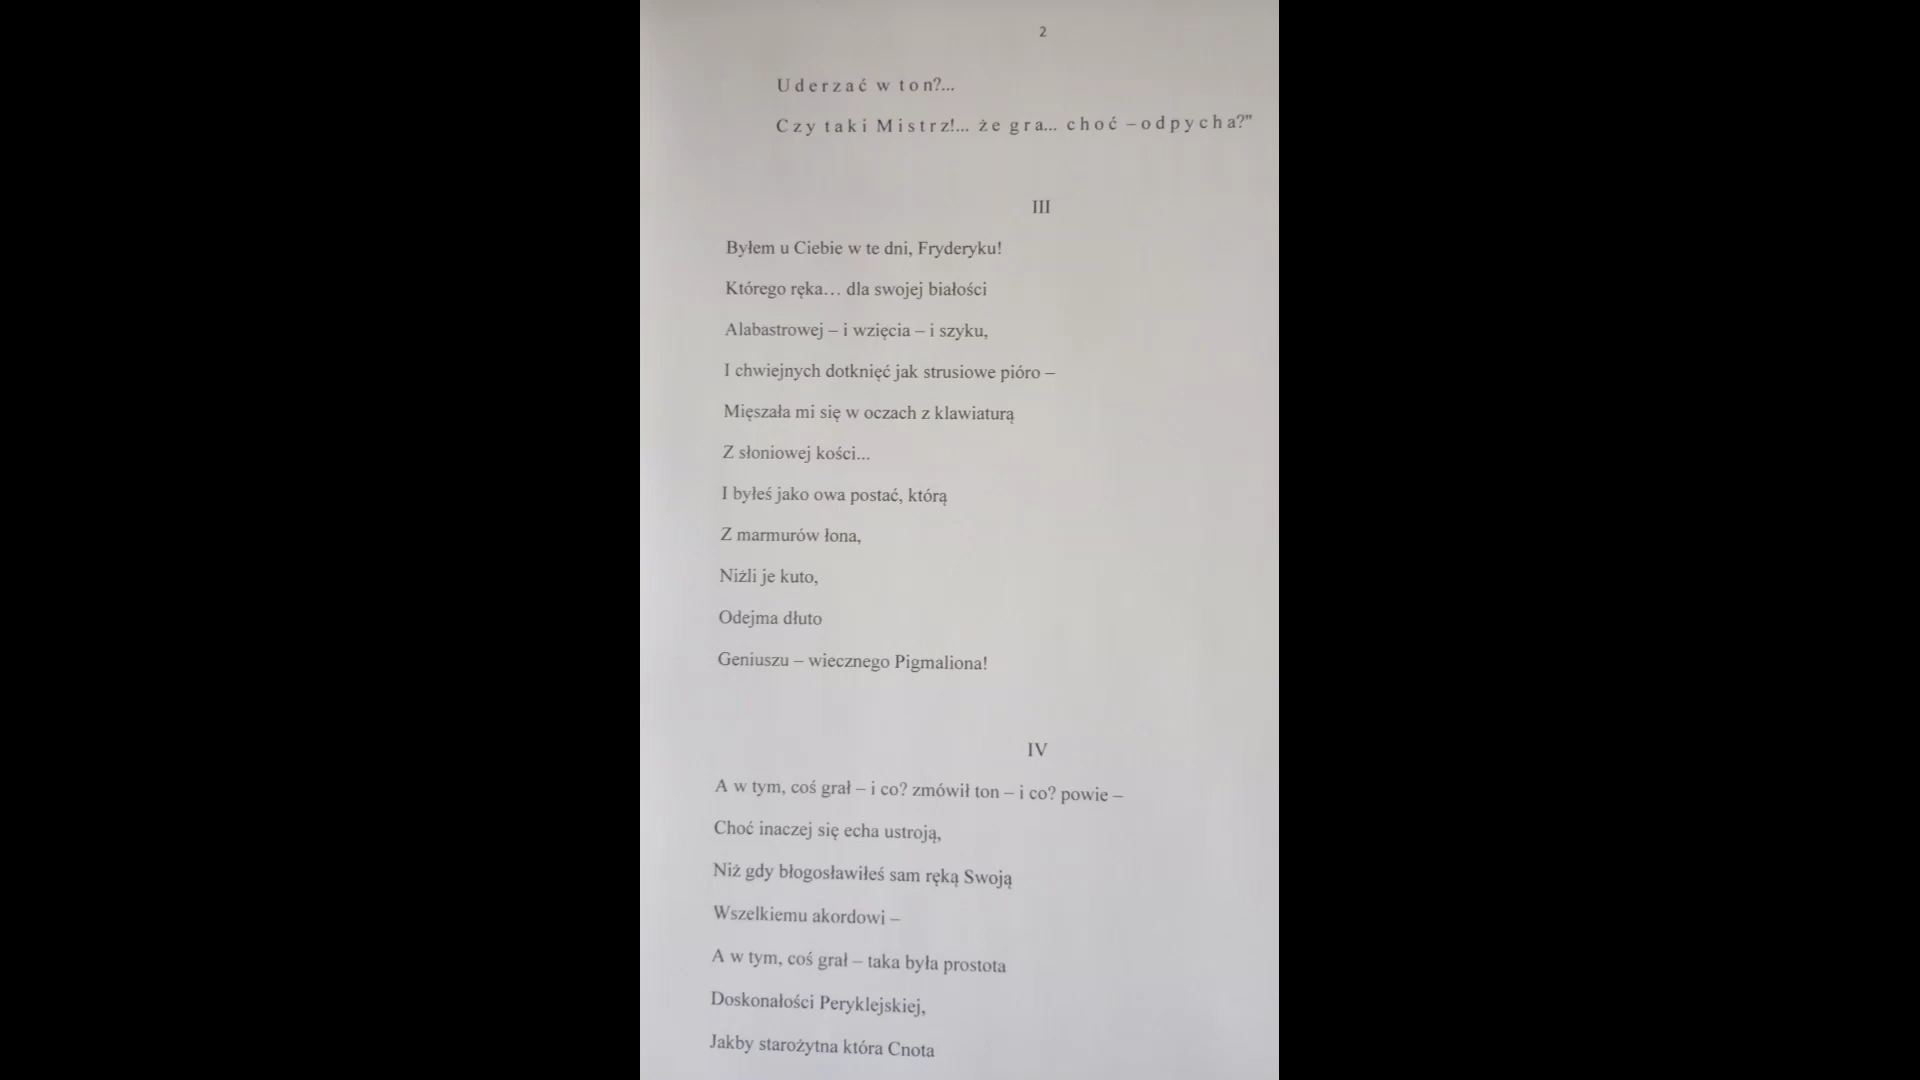 2
Uderzać w ton?...
Czy taki Mistrz!... że gra... choć – odpycha?"
III
Byłem u Ciebie w te dni, Fryderyku!
Którego ręka… dla swojej białości
Alabastrowej – i wzięcia – i szyku,
I chwiejnych dotknięć jak strusiowe pióro –
Mięszała mi się w oczach z klawiaturą
Z słoniowej kości...
I byłeś jako owa postać, którą
Z marmurów łona,
Niżli je kuto,
Odejma dłuto
Geniuszu – wiecznego Pigmaliona!
IV
A w tym, coś grał – i co? zmówił ton – i co? powie –
Choć inaczej się echa ustroją,
Niż gdy błogosławiłeś sam ręką Swoją
Wszelkiemu akordowi –
A w tym, coś grał – taka była prostota
Doskonałości Peryklejskiej,
Jakby starożytna która Cnota